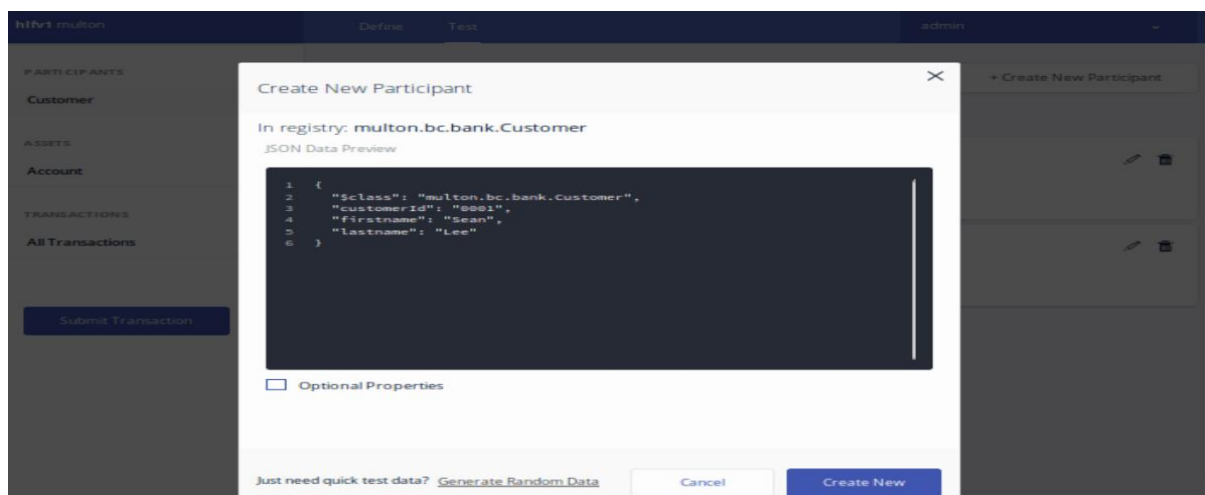 hlfv1 multon
Define
Test
admin
PARTICIPANTS
Customer
ASSETS
Account
TRANSACTIONS
All Transactions
Submit Transaction
+ Create New Participant
Create New Participant
In registry: multon.bc.bank.Customer
JSON Data Preview
1 {
2 "$class": "multon.bc.bank.Customer",
3 "customerId": "0001",
4 "firstname": "Sean",
5 "lastname": "Lee"
6 }
Optional Properties
Just need quick test data? Generate Random Data
Cancel
Create New